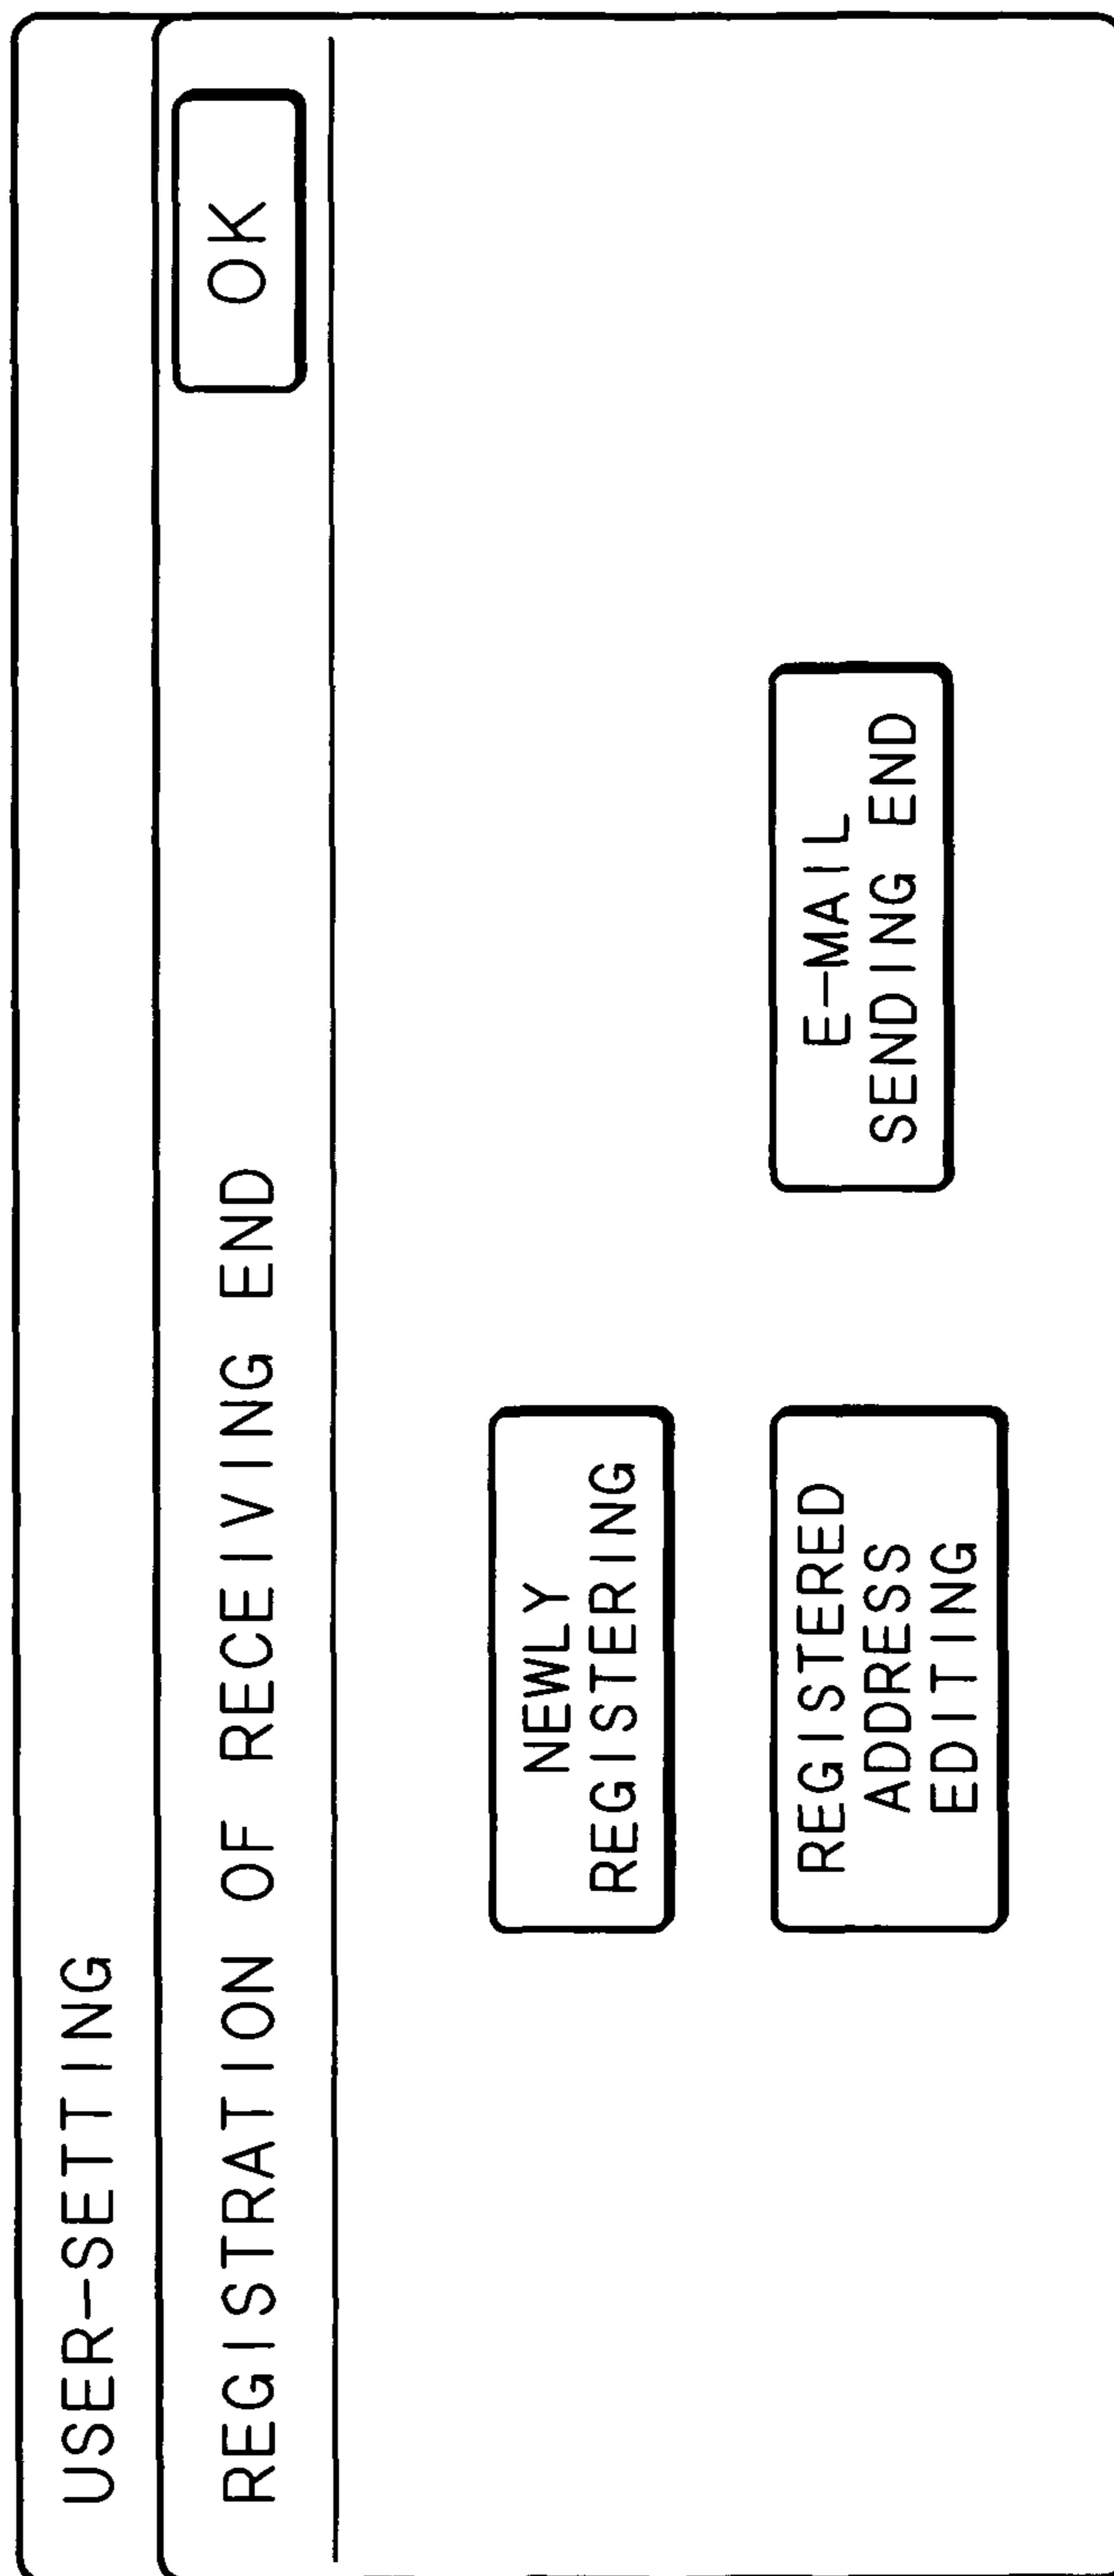 USER-SETTING
REGISTRATION OF RECEIVING END
OK
NEWLY
REGISTERING
REGISTERED
ADDRESS
EDITING
E-MAIL
SENDING END